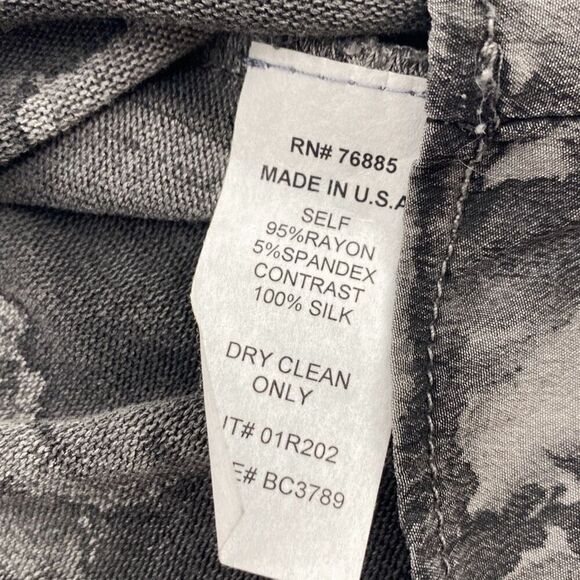 RN# 76885
MADE IN U.S.A
SELF
95%RAYON
5%SPANDEX
CONTRAST
100% SILK
DRY CLEAN
ONLY
T# 01R202
E# BC3789